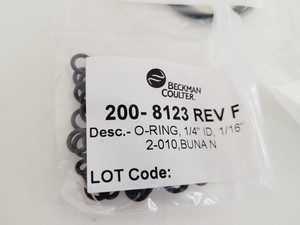 BECKMAN
COULTER.
200- 8123 REV F
Desc.- O-RING, 1/4" ID, 1/16"
2-010,BUNA N
LOT Code: